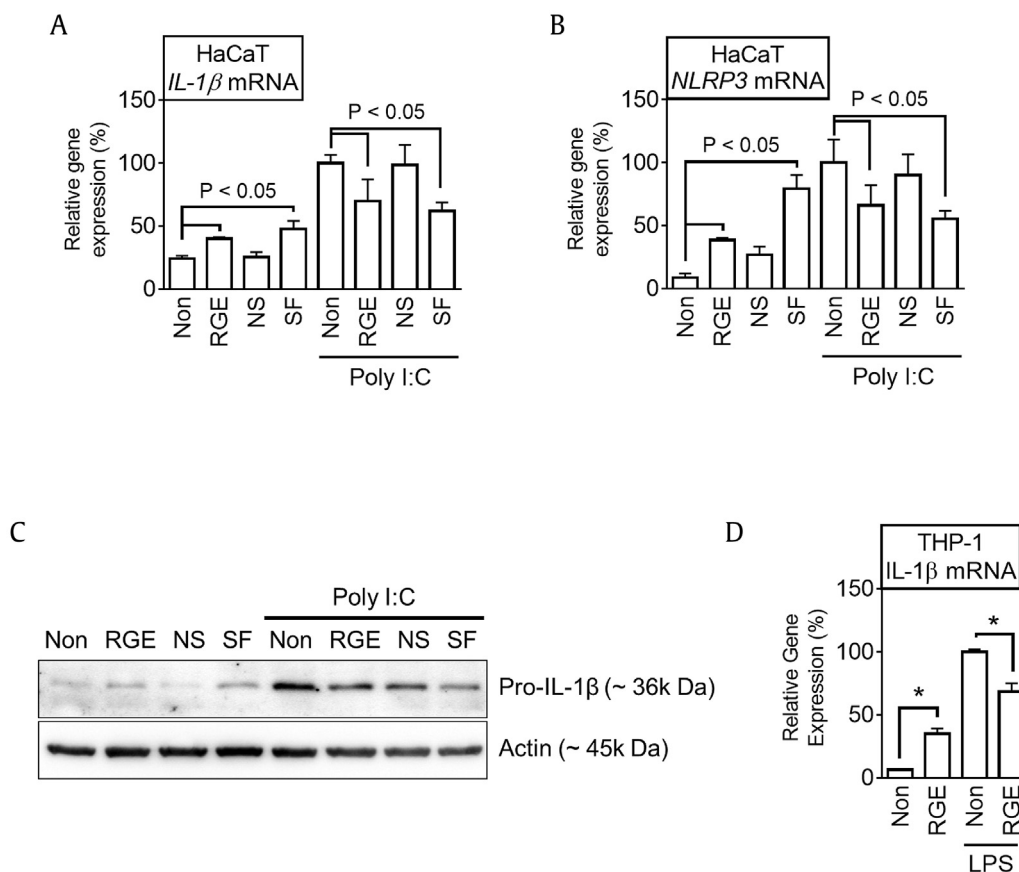 A
HaCaT
IL-1β mRNA
Relative gene
expression (%)
150
100
50
0
P < 0.05
P < 0.05
Non
RGE
NS
SF
Non
RGE
NS
SF
Poly I:C
B
HaCaT
NLRP3 mRNA
Relative gene
expression (%)
150
100
50
0
P < 0.05
P < 0.05
Non
RGE
NS
SF
Non
RGE
NS
SF
Poly I:C
C
Poly I:C
Non RGE NS SF Non RGE NS SF
Pro-IL-1β (~ 36k Da)
Actin (~ 45k Da)
D
THP-1
IL-1β mRNA
Relative Gene
Expression (%)
150
100
50
0
*
*
Non
RGE
Non
RGE
LPS